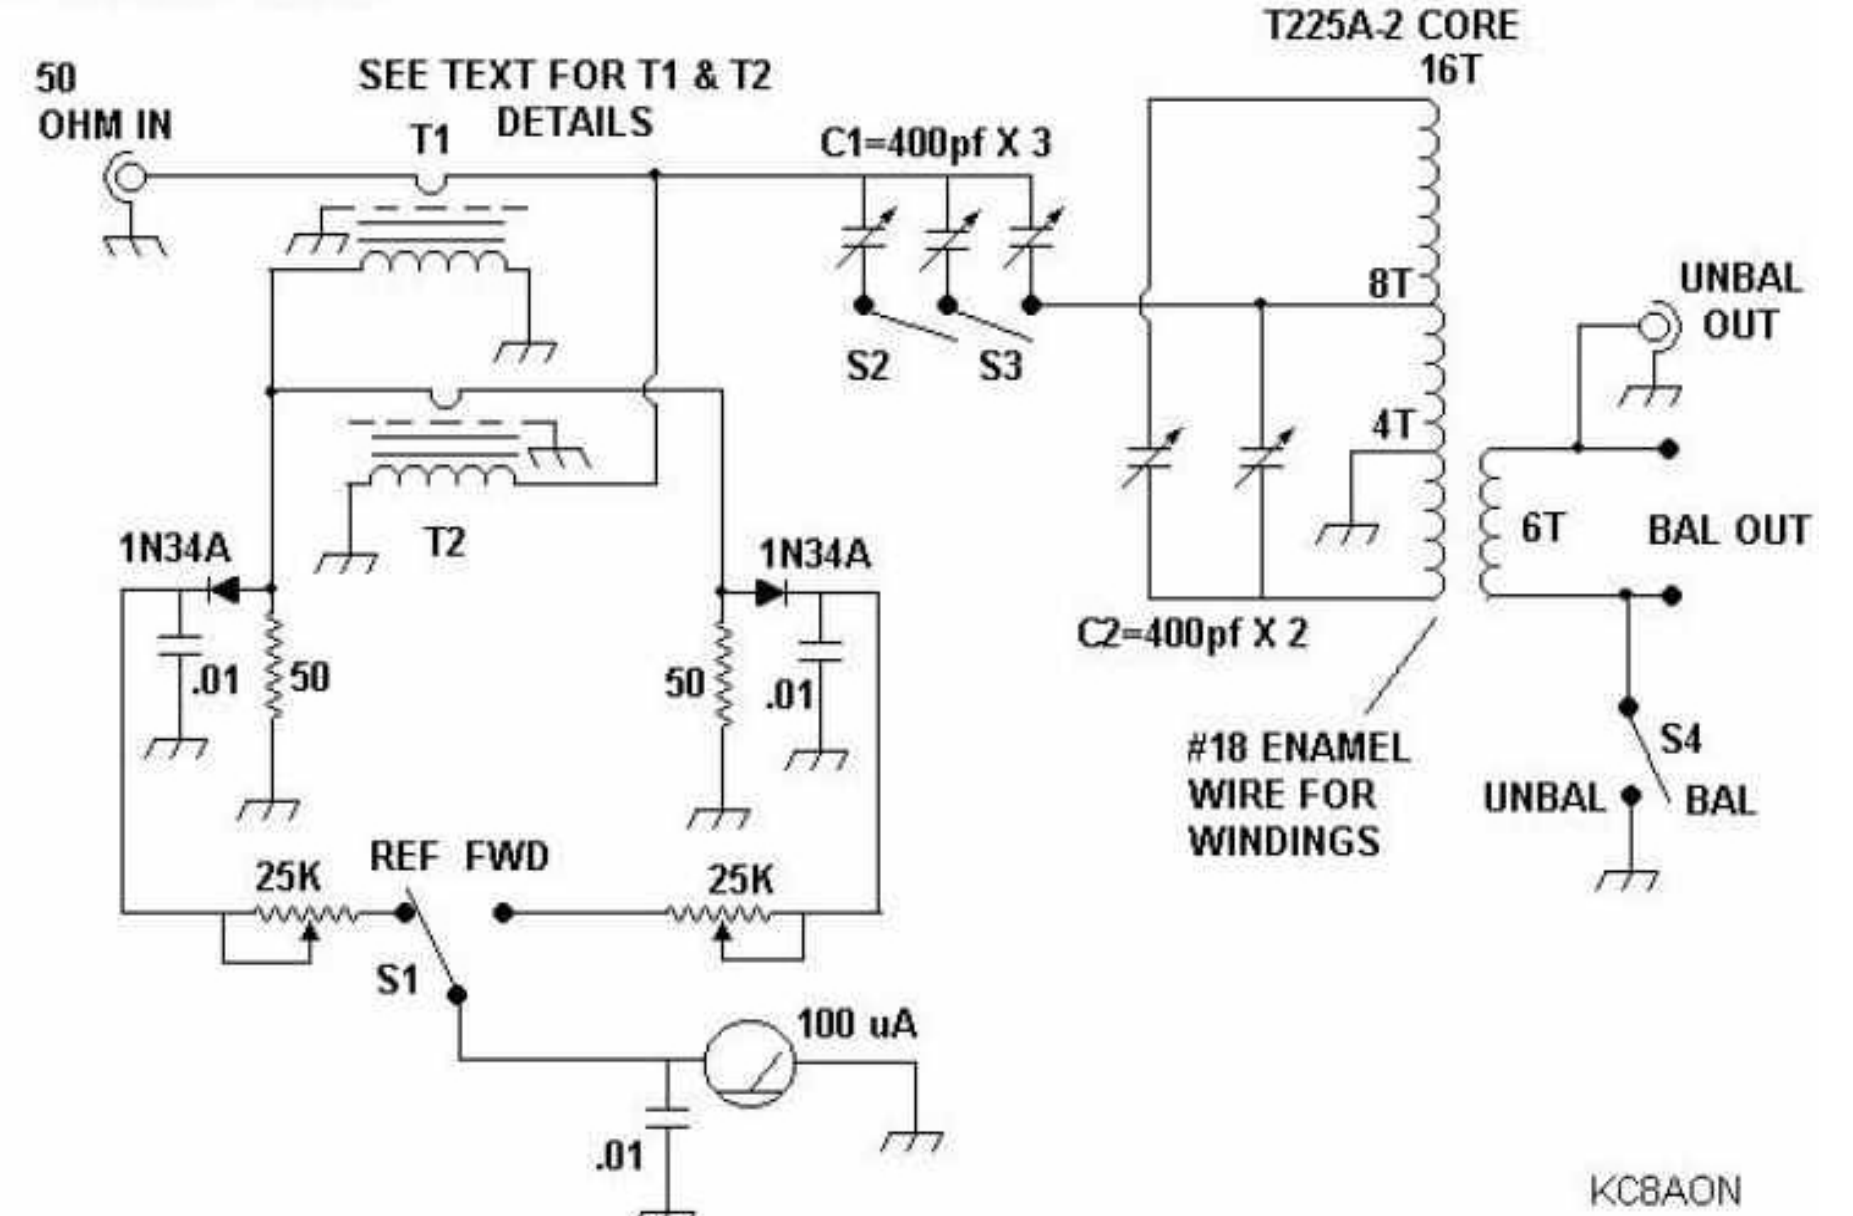 T225A-2 CORE
16T
50
OHM IN
SEE TEXT FOR T1 & T2
DETAILS
T1
C1=400pf X 3
8T
UNBAL
OUT
S2
S3
4T
1N34A
T2
1N34A
6T
BAL OUT
C2=400pf X 2
.01
50
50
.01
#18 ENAMEL
WIRE FOR
WINDINGS
S4
UNBAL
BAL
REF FWD
25K
25K
S1
100 uA
.01
KC8AON